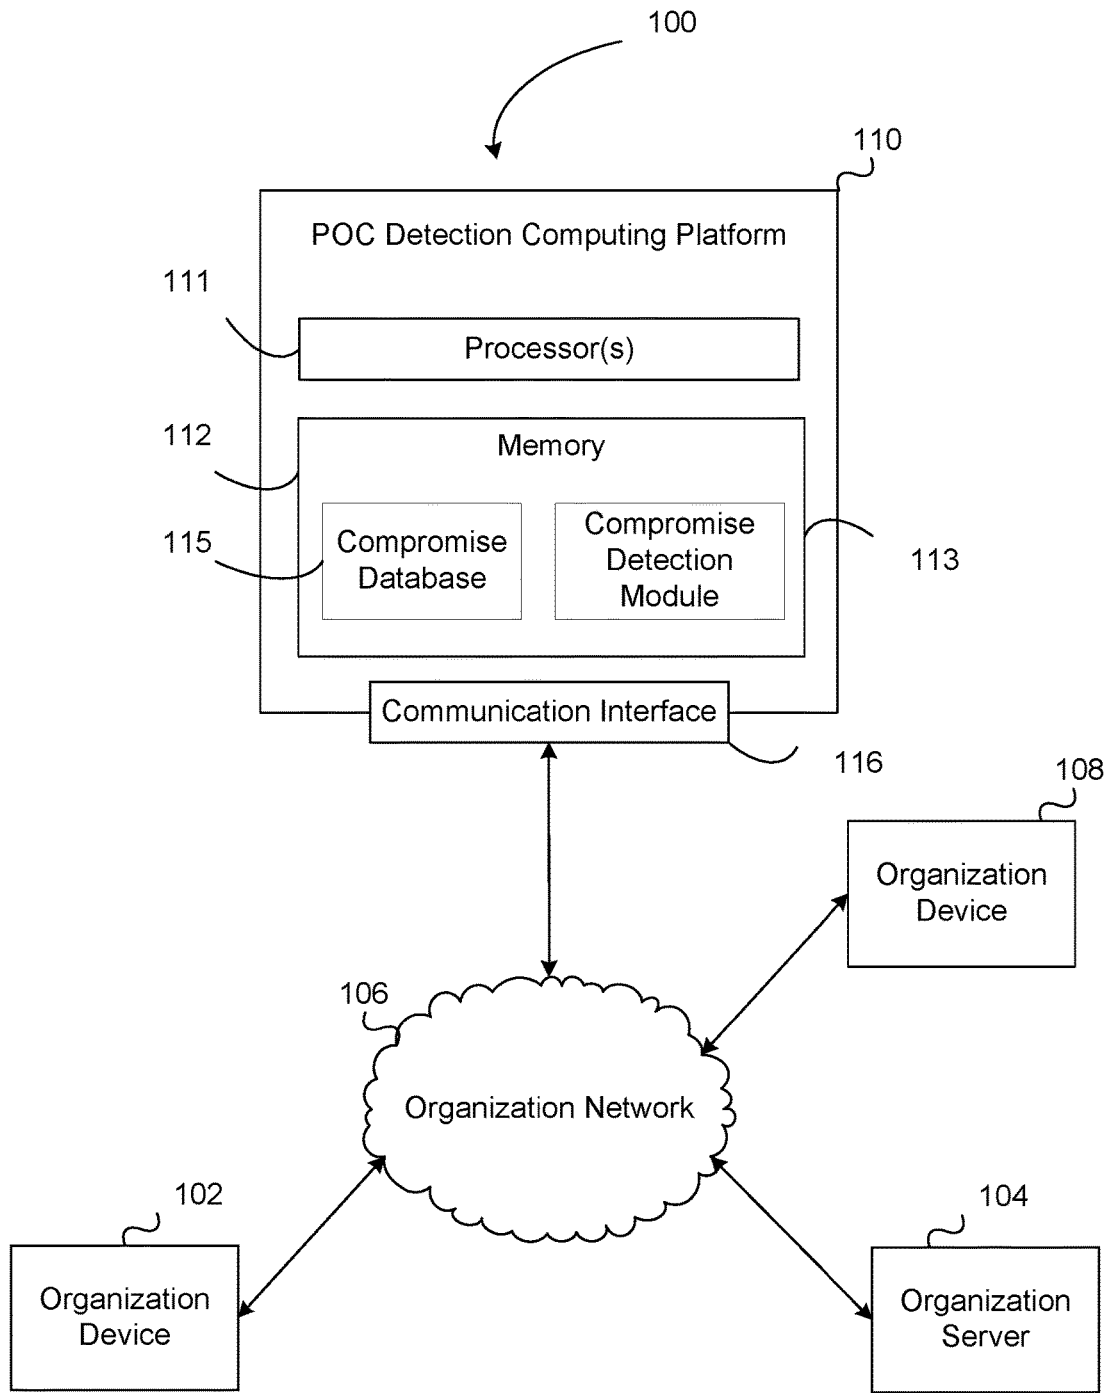 100
110
POC Detection Computing Platform
111
Processor(s)
112
Memory
115
Compromise
Database
Compromise
Detection
Module
113
Communication Interface
116
108
Organization
Device
106
Organization Network
102
Organization
Device
104
Organization
Server